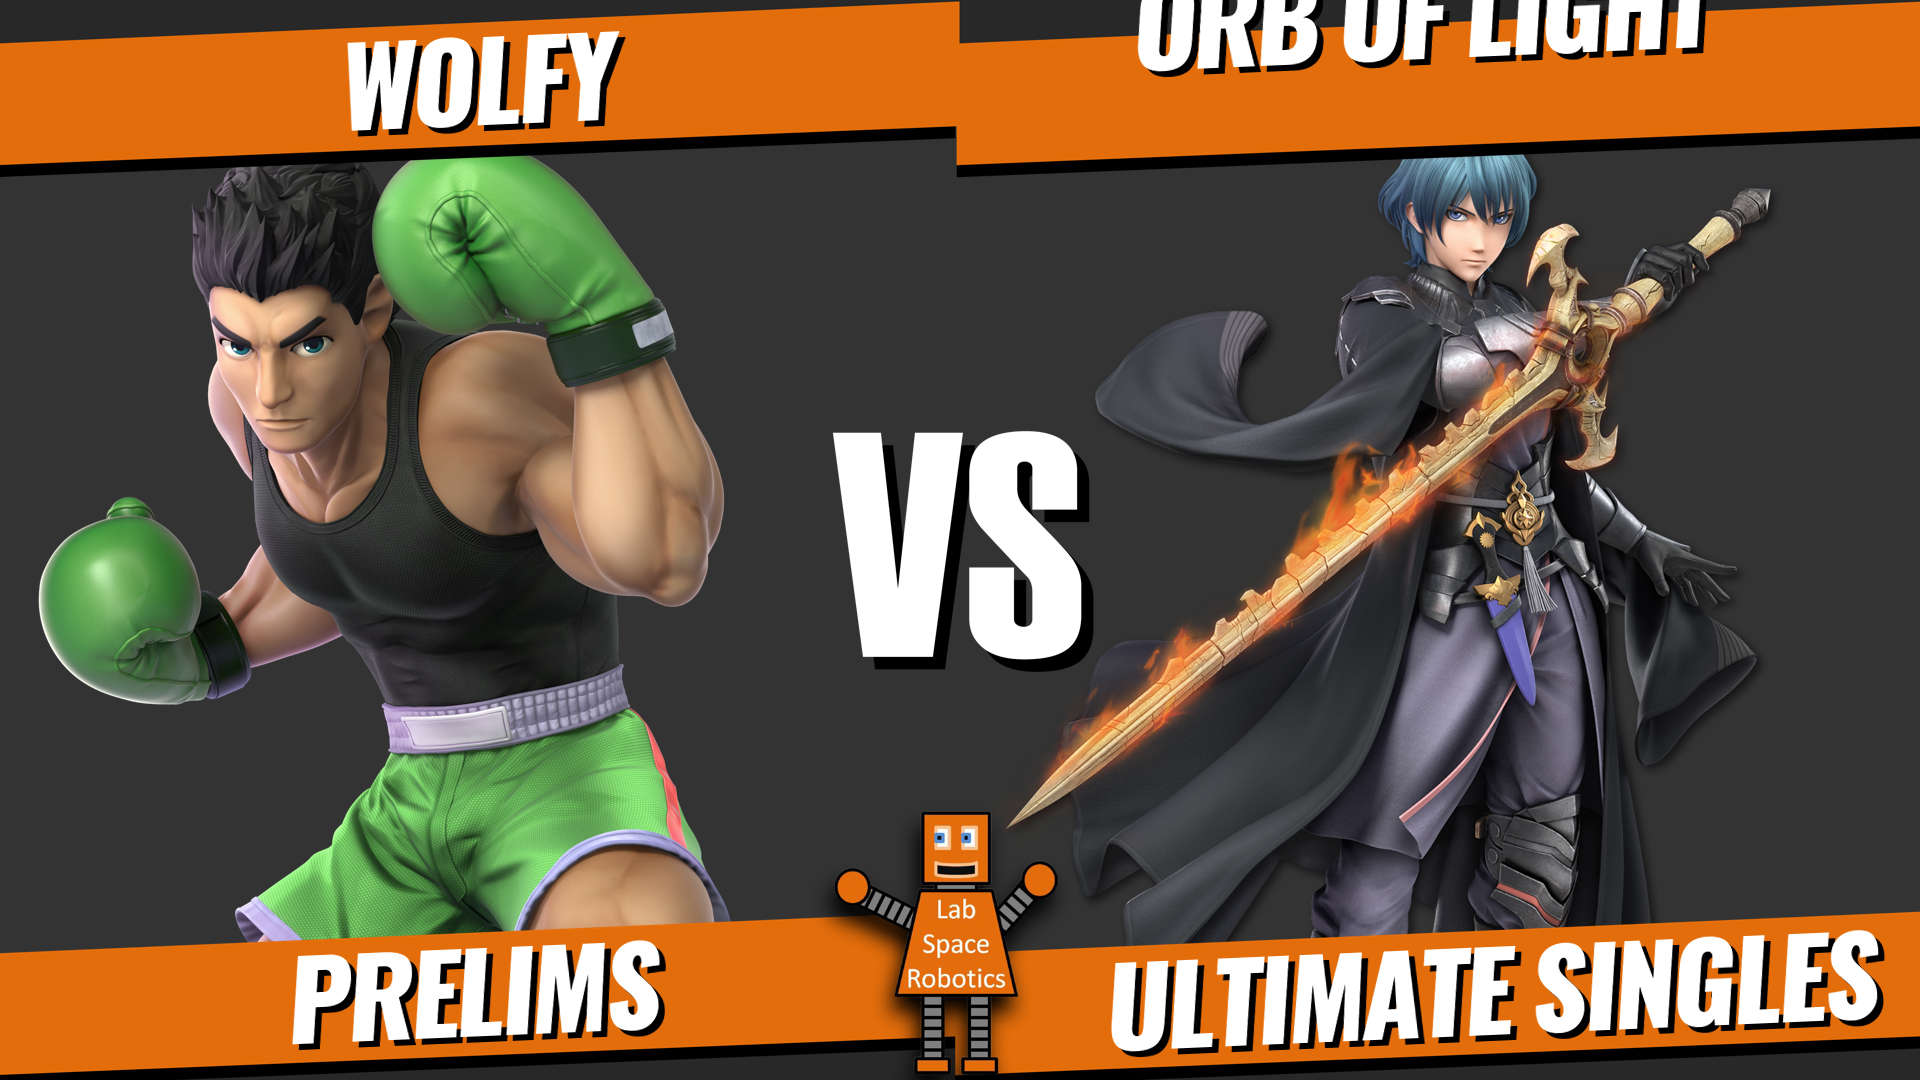 WOLFY
ORB OF LIGHT
VS
Lab
Space
Robotics
PRELIMS
ULTIMATE SINGLES